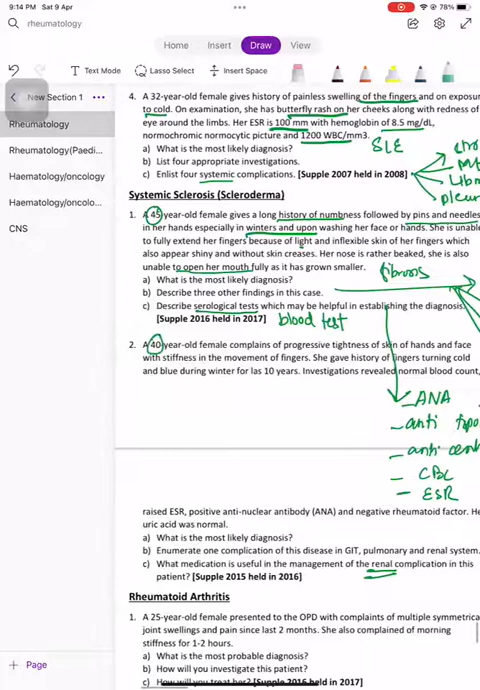 9:14 PM Sat 9 Apr
78%
rheumatology
Home Insert Draw View
Text Mode Lasso Select Insert Space
New Section 1
Rheumatology
Rheumatology(Paedi...
Haematology/oncology
Haematology/oncolo...
CNS
Page
4. A 32-year-old female gives history of painless swelling of the fingers and on exposu
to cold. On examination, she has butterfly rash on her cheeks along with redness of
eye around the limbs. Her ESR is 100 mm with hemoglobin of 8.5 mg/dL,
normochromic normocytic picture and 1200 WBC/mm3.
a) What is the most likely diagnosis?
SLE
b) List four appropriate investigations.
c) Enlist four systemic complications. [Supple 2007 held in 2008]
Systemic Sclerosis (Scleroderma)
1. A 45-year-old female gives a long history of numbness followed by pins and needles
in her hands especially in winters and upon washing her face or hands. She is unable
to fully extend her fingers because of light and inflexible skin of her fingers which
also appear shiny and without skin creases. Her nose is rather beaked, she is also
unable to open her mouth fully as it has grown smaller.
fibrosis
a) What is the most likely diagnosis?
b) Describe three other findings in this case.
c) Describe serological tests which may be helpful in establishing the diagnosis.
[Supple 2016 held in 2017]
blood test
2. A 40-year-old female complains of progressive tightness of skin of hands and face
with stiffness in the movement of fingers. She gave history of fingers turning cold
and blue during winter for las 10 years. Investigations revealed normal blood count,
- ANA
- anti topo
- anti cent
- CBC
- ESR
raised ESR, positive anti-nuclear antibody (ANA) and negative rheumatoid factor. He
uric acid was normal.
a) What is the most likely diagnosis?
b) Enumerate one complication of this disease in GIT, pulmonary and renal system.
c) What medication is useful in the management of the renal complication in this
patient? [Supple 2015 held in 2016]
Rheumatoid Arthritis
1. A 25-year-old female presented to the OPD with complaints of multiple symmetrica
joint swellings and pain since last 2 months. She also complained of morning
stiffness for 1-2 hours.
a) What is the most probable diagnosis?
b) How will you investigate this patient?
c) How will you treat her? [Supple 2016 held in 2017]